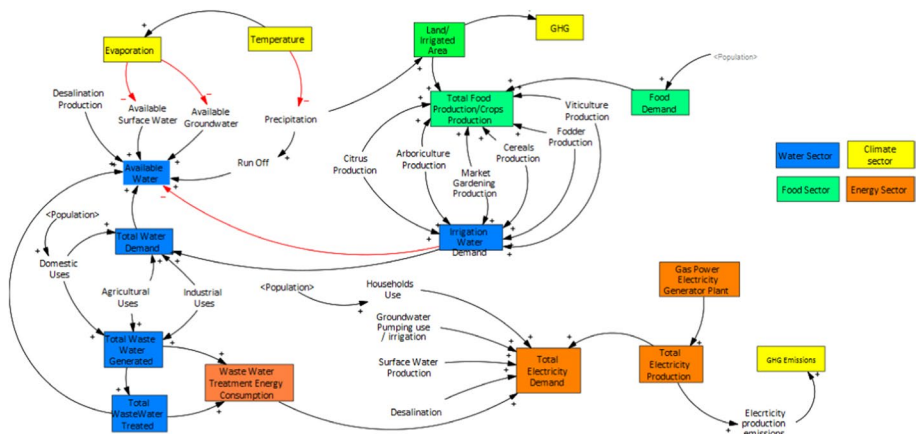 Evaporation
Temperature
Land/
Irrigated
Area
GHG
<Population>
Desalination
Production
Available
Surface Water
Available
Groundwater
Precipitation
Total Food
Production/Crops
Production
Viticulture
Production
Food
Demand
Fodder
Production
Cereals
Production
Run Off
Citrus
Production
Arboriculture
Production
Market
Gardening
Production
Available
Water
Water Sector
Climate
sector
Food Sector
Energy Sector
<Population>
Total Water
Demand
Irrigation
Water
Demand
Domestic
Uses
Agricultural
Uses
Industrial
Uses
<Population>
Households
Use
Gas Power
Electricity
Generator Plant
Groundwater
Pumping use
/ irrigation
Total Waste
Water
Generated
Surface Water
Production
Total
Electricity
Demand
Total
Electricity
Production
GHG Emissions
Waste Water
Treatment Energy
Consumption
Total
WasteWater
Treated
Desalination
Elecrticity
production
emissions